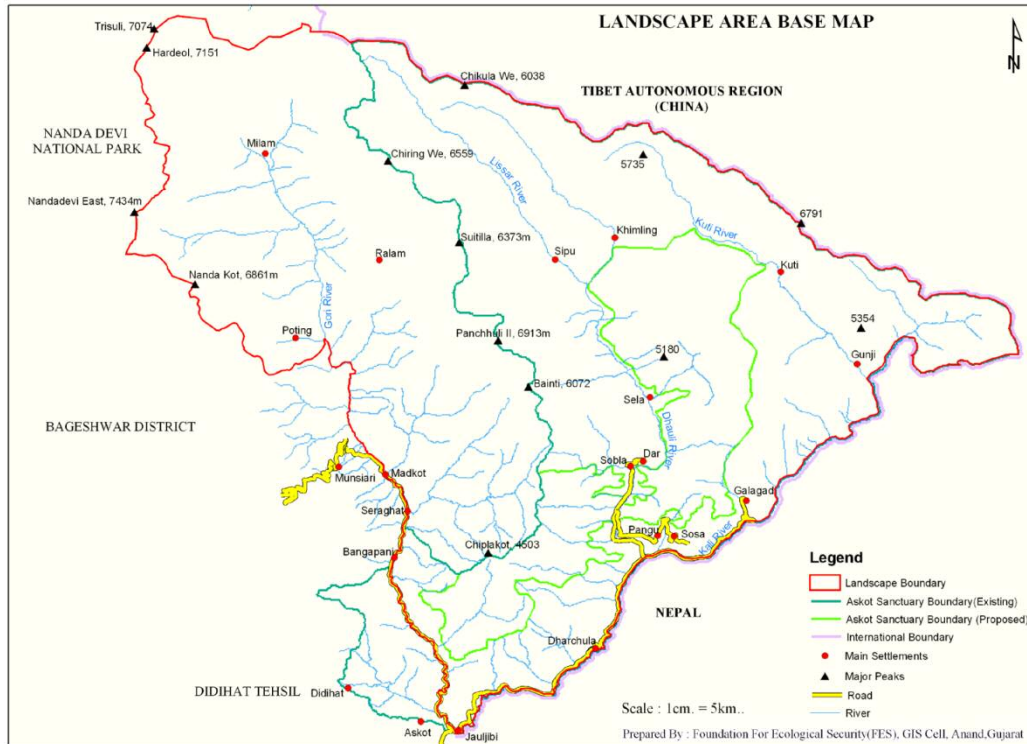 LANDSCAPE AREA BASE MAP
N
Trisuli, 7074
Hardeol, 7151
Chikula We, 6038
TIBET AUTONOMOUS REGION
(CHINA)
NANDA DEVI
NATIONAL PARK
Milam
Chiring We, 6559
Lissar River
5735
Nandadevi East, 7434m
6791
Kuti River
Suitilla, 6373m
Khimling
Ralam
Sipu
Kuti
Nanda Kot, 6861m
Gori River
Poting
Panchhuli II, 6913m
5354
5180
Gunji
Bainti, 6072
Sela
BAGESHWAR DISTRICT
Dhauli River
Munsiari
Madkot
Sobla
Dar
Galagad
Seraghat
Pangu
Sosa
Kali River
Bangapani
Chiplakot, 4503
NEPAL
Dharchula
DIDIHAT TEHSIL
Didihat
Askot
Jauljibi
Legend
Landscape Boundary
Askot Sanctuary Boundary(Existing)
Askot Sanctuary Boundary (Proposed)
International Boundary
Main Settlements
Major Peaks
Road
River
Scale : 1cm. = 5km..
Prepared By : Foundation For Ecological Security(FES), GIS Cell, Anand,Gujarat